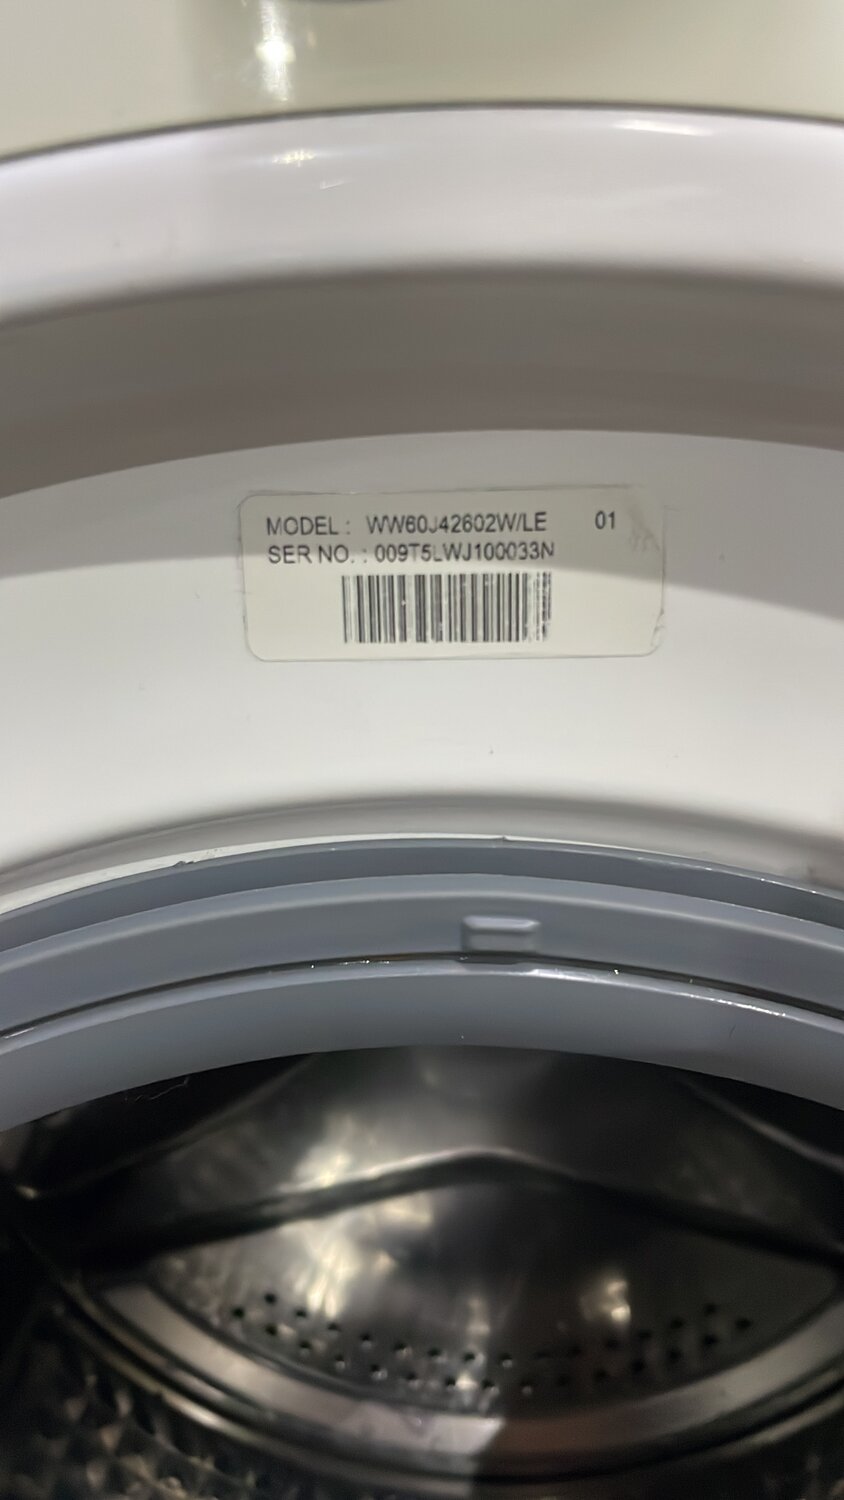 MODEL : WW60J42602W/LE 01
SER NO. : 009T5LWJ100033N